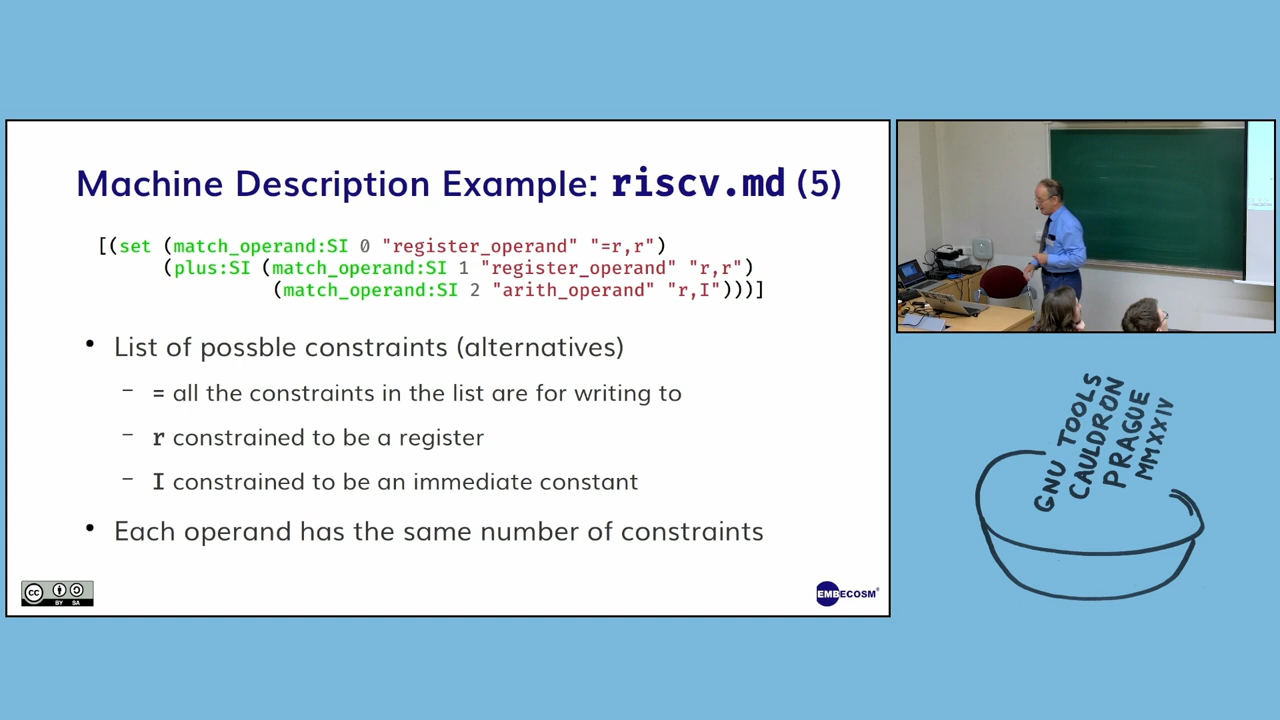 Machine Description Example: riscv.md (5)
[(set (match_operand:SI 0 "register_operand" "=r,r")
(plus:SI (match_operand:SI 1 "register_operand" "r,r")
(match_operand:SI 2 "arith_operand" "r,I")))]
• List of possble constraints (alternatives)
– = all the constraints in the list are for writing to
– r constrained to be a register
– I constrained to be an immediate constant
• Each operand has the same number of constraints
cc BY SA
EMBECOSM®
GNU TOOLS
CAULDRON
PRAGUE
MMXXIV